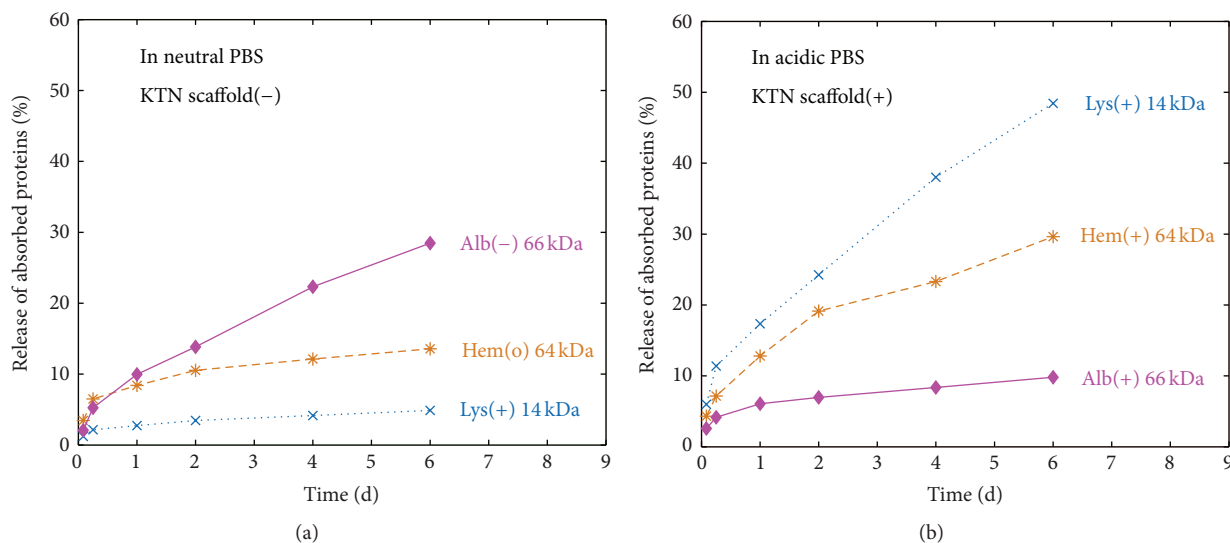 60
50
40
30
20
10
0
Release of absorbed proteins (%)
In neutral PBS
KTN scaffold(−)
Alb(−) 66 kDa
Hem(o) 64 kDa
Lys(+) 14 kDa
0 1 2 3 4 5 6 7 8 9
Time (d)
(a)
60
50
40
30
20
10
0
Release of absorbed proteins (%)
In acidic PBS
KTN scaffold(+)
Lys(+) 14 kDa
Hem(+) 64 kDa
Alb(+) 66 kDa
0 1 2 3 4 5 6 7 8 9
Time (d)
(b)